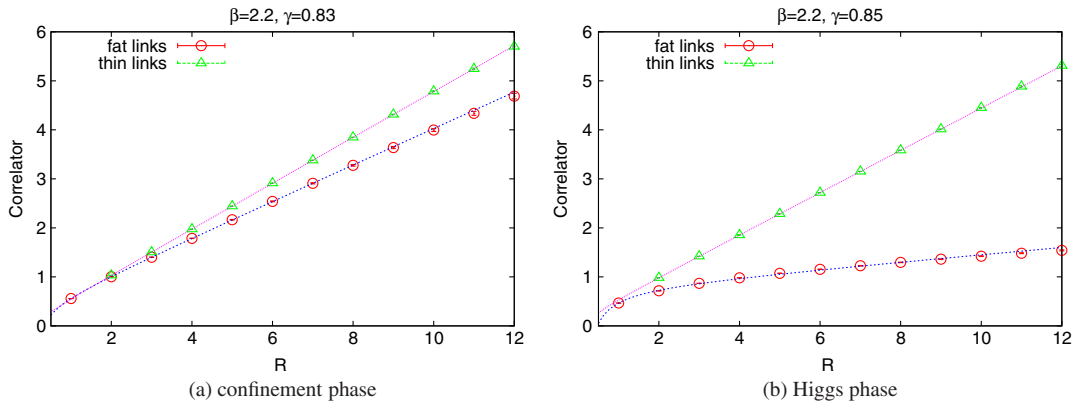 β=2.2, γ=0.83
fat links
thin links
Correlator
6
5
4
3
2
1
0
2 4 6 8 10 12
R
(a) confinement phase
β=2.2, γ=0.85
fat links
thin links
Correlator
6
5
4
3
2
1
0
2 4 6 8 10 12
R
(b) Higgs phase